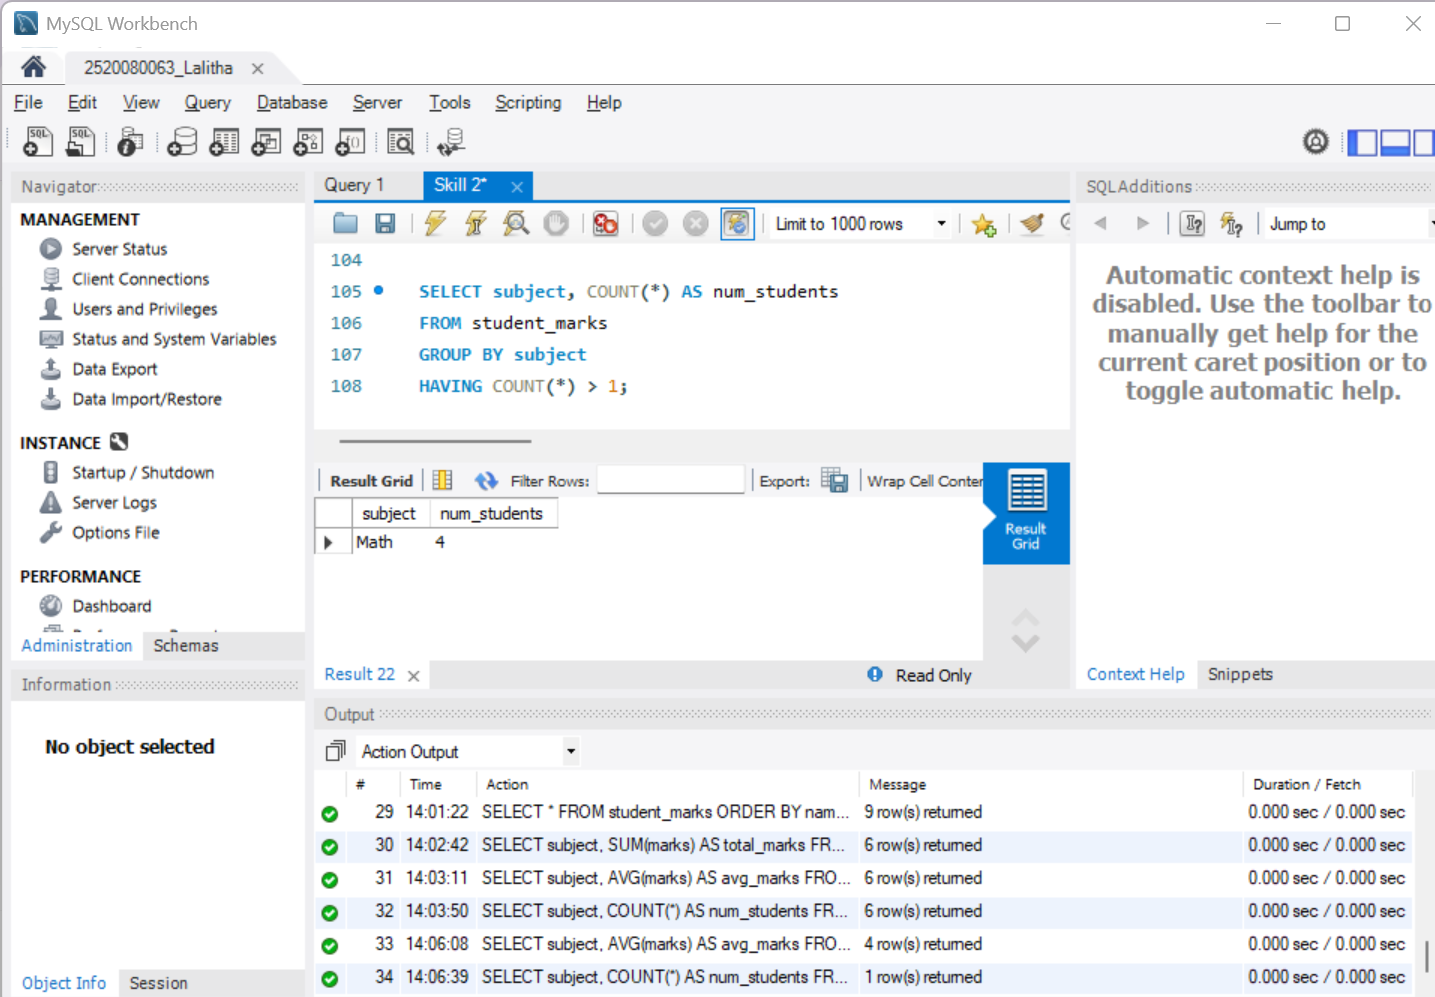 MySQL Workbench
2520080063_Lalitha
File Edit View Query Database Server Tools Scripting Help
Navigator
MANAGEMENT
Server Status
Client Connections
Users and Privileges
Status and System Variables
Data Export
Data Import/Restore
INSTANCE
Startup / Shutdown
Server Logs
Options File
PERFORMANCE
Dashboard
Administration Schemas
Information
No object selected
Object Info Session
Query 1 Skill 2*
Limit to 1000 rows
104
105 SELECT subject, COUNT(*) AS num_students
106 FROM student_marks
107 GROUP BY subject
108 HAVING COUNT(*) > 1;
Result Grid Filter Rows: Export: Wrap Cell Conter
subject num_students
Math 4
Result Grid
Result 22 Read Only
SQLAdditions
Jump to
Automatic context help is
disabled. Use the toolbar to
manually get help for the
current caret position or to
toggle automatic help.
Context Help Snippets
Output
Action Output
# Time Action Message Duration / Fetch
29 14:01:22 SELECT * FROM student_marks ORDER BY nam... 9 row(s) returned 0.000 sec / 0.000 sec
30 14:02:42 SELECT subject, SUM(marks) AS total_marks FR... 6 row(s) returned 0.000 sec / 0.000 sec
31 14:03:11 SELECT subject, AVG(marks) AS avg_marks FRO... 6 row(s) returned 0.000 sec / 0.000 sec
32 14:03:50 SELECT subject, COUNT(*) AS num_students FR... 6 row(s) returned 0.000 sec / 0.000 sec
33 14:06:08 SELECT subject, AVG(marks) AS avg_marks FRO... 4 row(s) returned 0.000 sec / 0.000 sec
34 14:06:39 SELECT subject, COUNT(*) AS num_students FR... 1 row(s) returned 0.000 sec / 0.000 sec